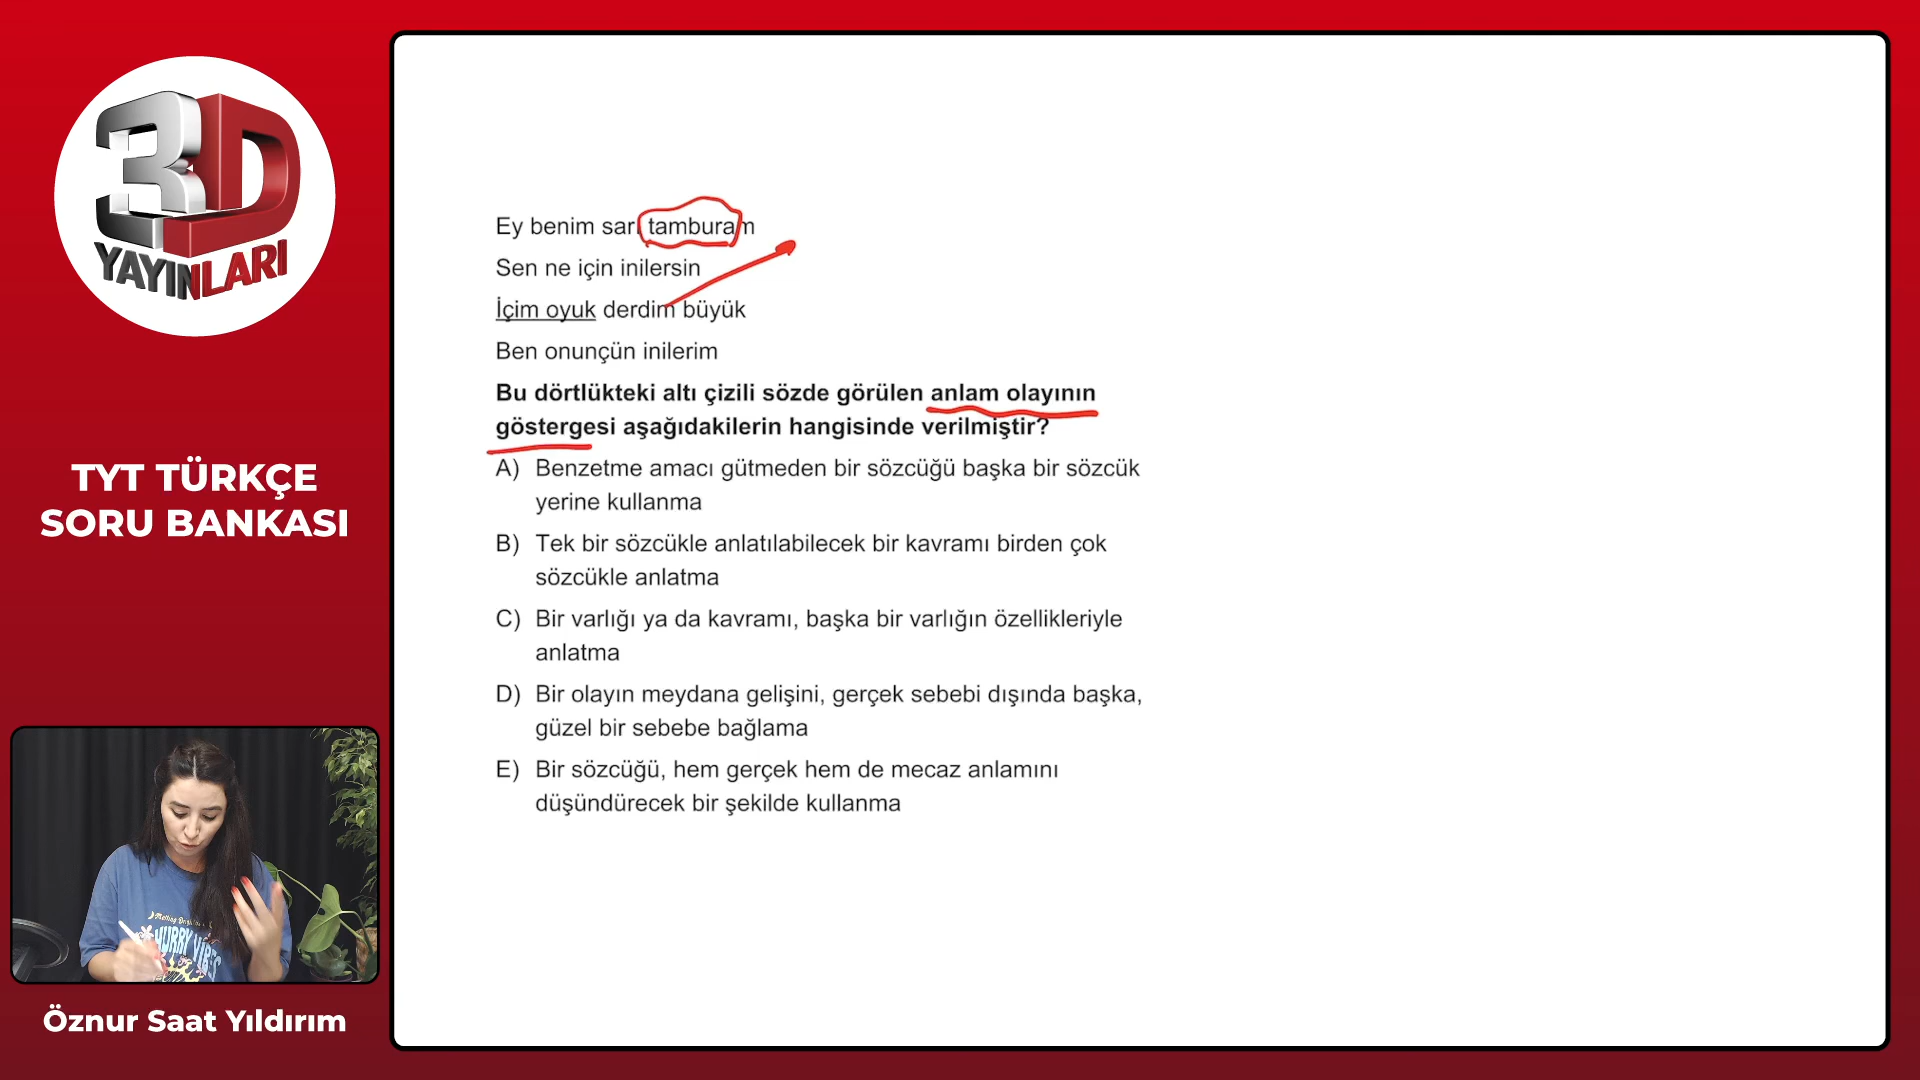 3D
YAYINLARI
TYT TÜRKÇE
SORU BANKASI
Öznur Saat Yıldırım
Ey benim sarı tamburam
Sen ne için inilersin
İçim oyuk derdim büyük
Ben onunçün inilerim
Bu dörtlükteki altı çizili sözde görülen anlam olayının
göstergesi aşağıdakilerin hangisinde verilmiştir?
A) Benzetme amacı gütmeden bir sözcüğü başka bir sözcük
yerine kullanma
B) Tek bir sözcükle anlatılabilecek bir kavramı birden çok
sözcükle anlatma
C) Bir varlığı ya da kavramı, başka bir varlığın özellikleriyle
anlatma
D) Bir olayın meydana gelişini, gerçek sebebi dışında başka,
güzel bir sebebe bağlama
E) Bir sözcüğü, hem gerçek hem de mecaz anlamını
düşündürecek bir şekilde kullanma